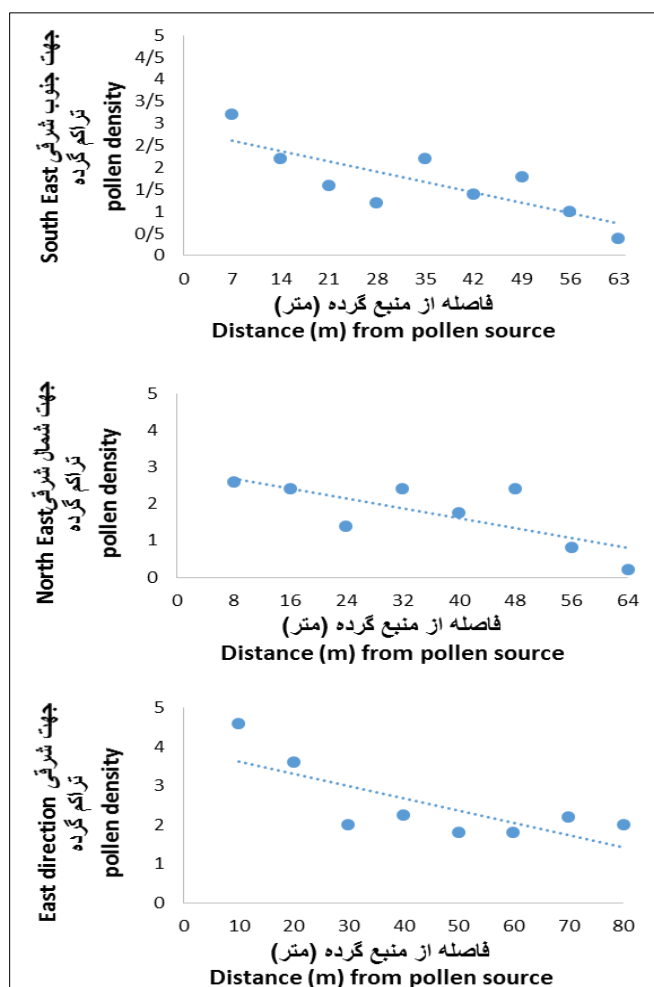 جهت جنوب شرقی South East
تراکم گرده
pollen density
5
4/5
4
3/5
3
2/5
2
1/5
1
0/5
0
0 7 14 21 28 35 42 49 56 63
فاصله از منبع گرده (متر)
Distance (m) from pollen source
جهت شمال شرقی North East
تراکم گرده
pollen density
5
4
3
2
1
0
0 8 16 24 32 40 48 56 64
فاصله از منبع گرده (متر)
Distance (m) from pollen source
جهت شرقی East direction
تراکم گرده
pollen density
5
4
3
2
1
0
0 10 20 30 40 50 60 70 80
فاصله از منبع گرده (متر)
Distance (m) from pollen source